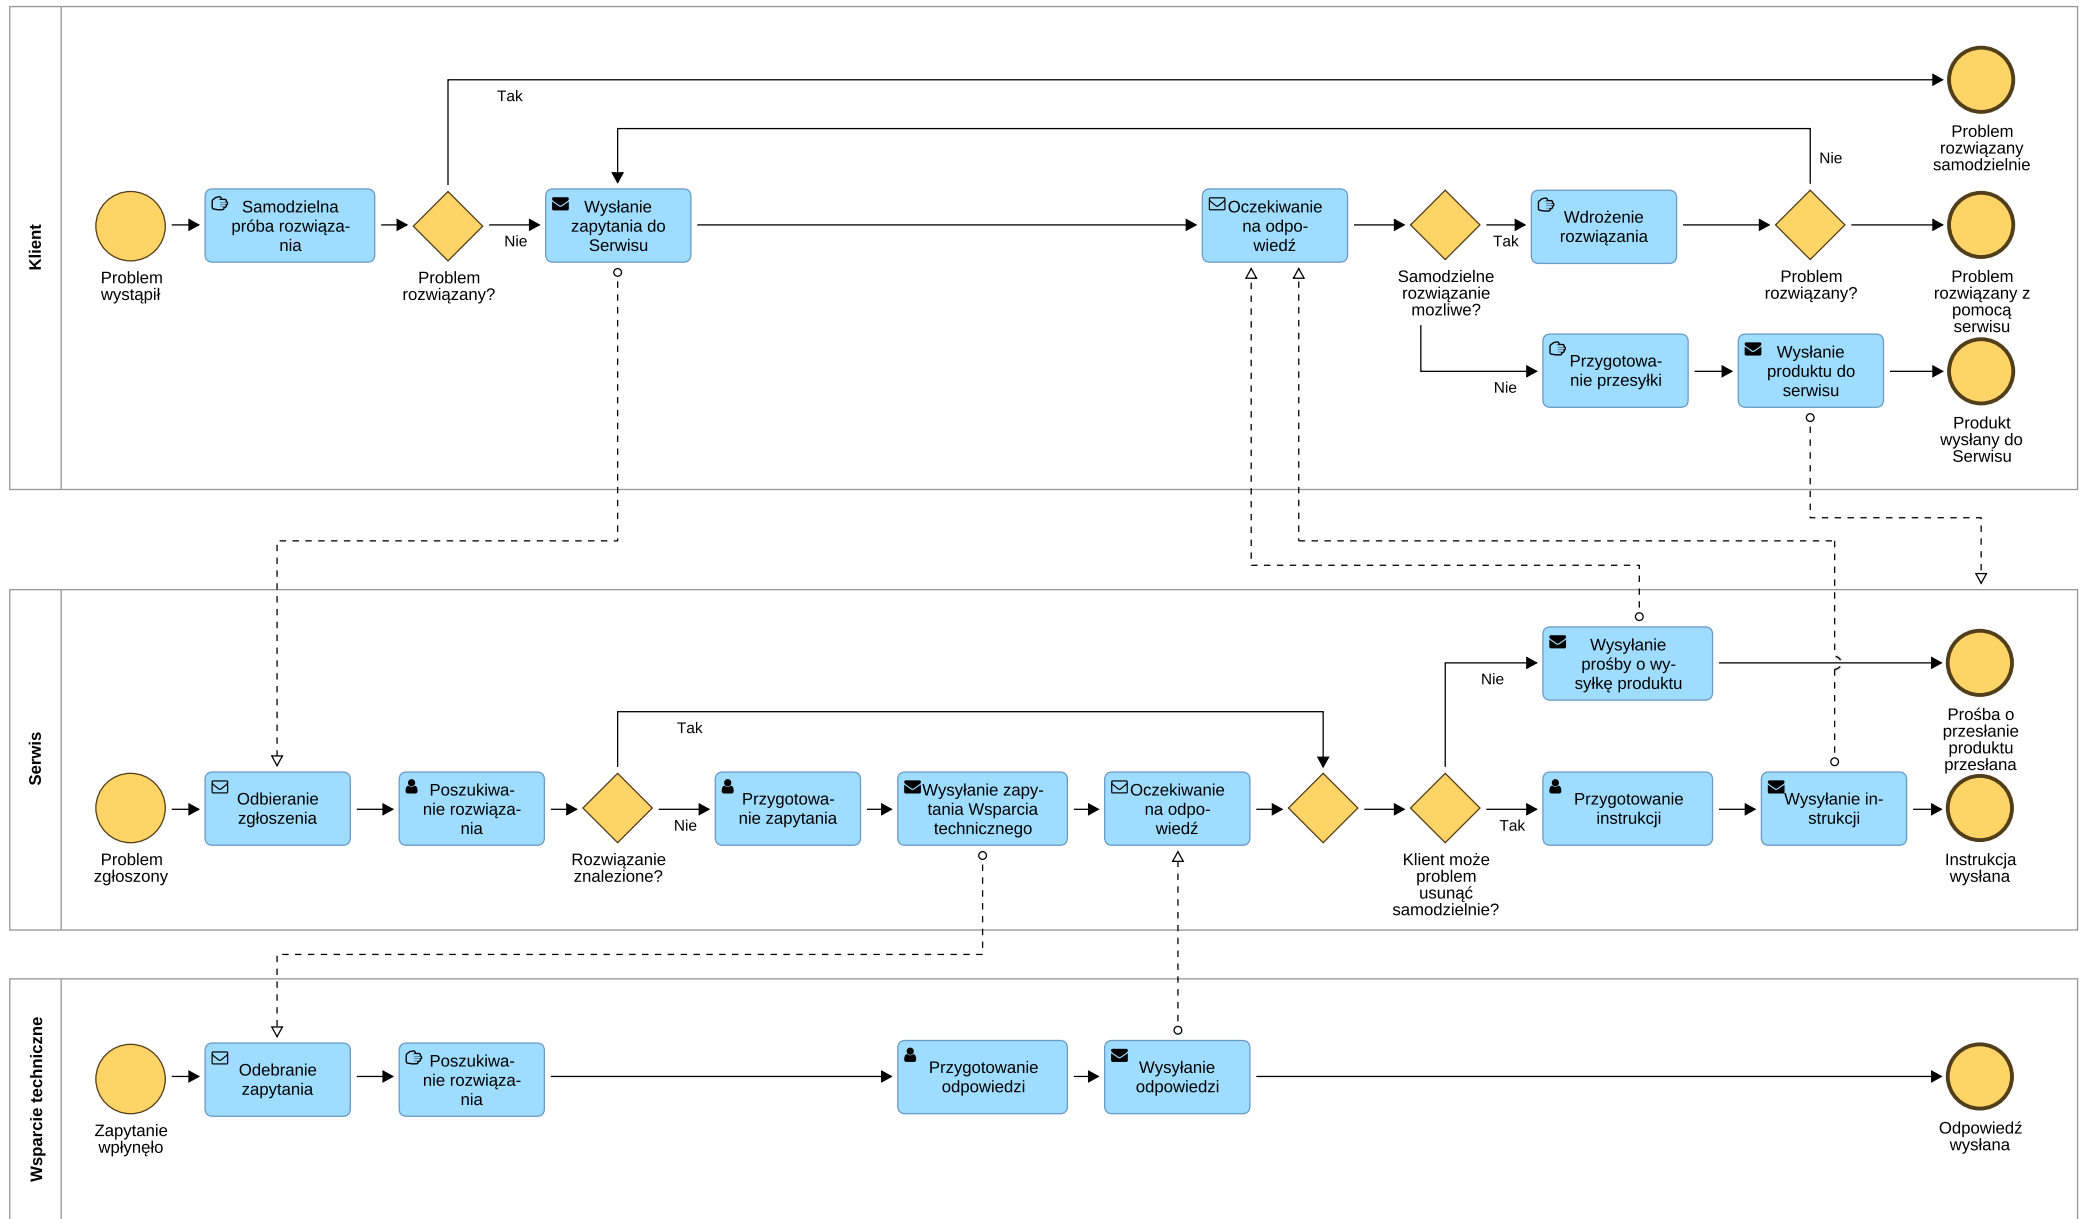 Klient
Tak
Nie
Problem
rozwiązany
samodzielnie
Problem
wystąpił
Samodzielna
próba rozwiąza-
nia
Problem
rozwiązany?
Nie
Wysłanie
zapytania do
Serwisu
Oczekiwanie
na odpo-
wiedź
Samodzielne
rozwiązanie
mozliwe?
Tak
Wdrożenie
rozwiązania
Problem
rozwiązany?
Problem
rozwiązany z
pomocą
serwisu
Nie
Przygotowa-
nie przesyłki
Wysłanie
produktu do
serwisu
Produkt
wysłany do
Serwisu
Serwis
Nie
Wysyłanie
prośby o wy-
syłkę produktu
Prośba o
przesłanie
produktu
przesłana
Tak
Problem
zgłoszony
Odbieranie
zgłoszenia
Poszukiwa-
nie rozwiąza-
nia
Rozwiązanie
znalezione?
Nie
Przygotowa-
nie zapytania
Wysyłanie zapy-
tania Wsparcia
technicznego
Oczekiwanie
na odpo-
wiedź
Klient może
problem
usunąć
samodzielnie?
Tak
Przygotowanie
instrukcji
Wysyłanie in-
strukcji
Instrukcja
wysłana
Wsparcie techniczne
Zapytanie
wpłynęło
Odebranie
zapytania
Poszukiwa-
nie rozwiąza-
nia
Przygotowanie
odpowiedzi
Wysyłanie
odpowiedzi
Odpowiedź
wysłana